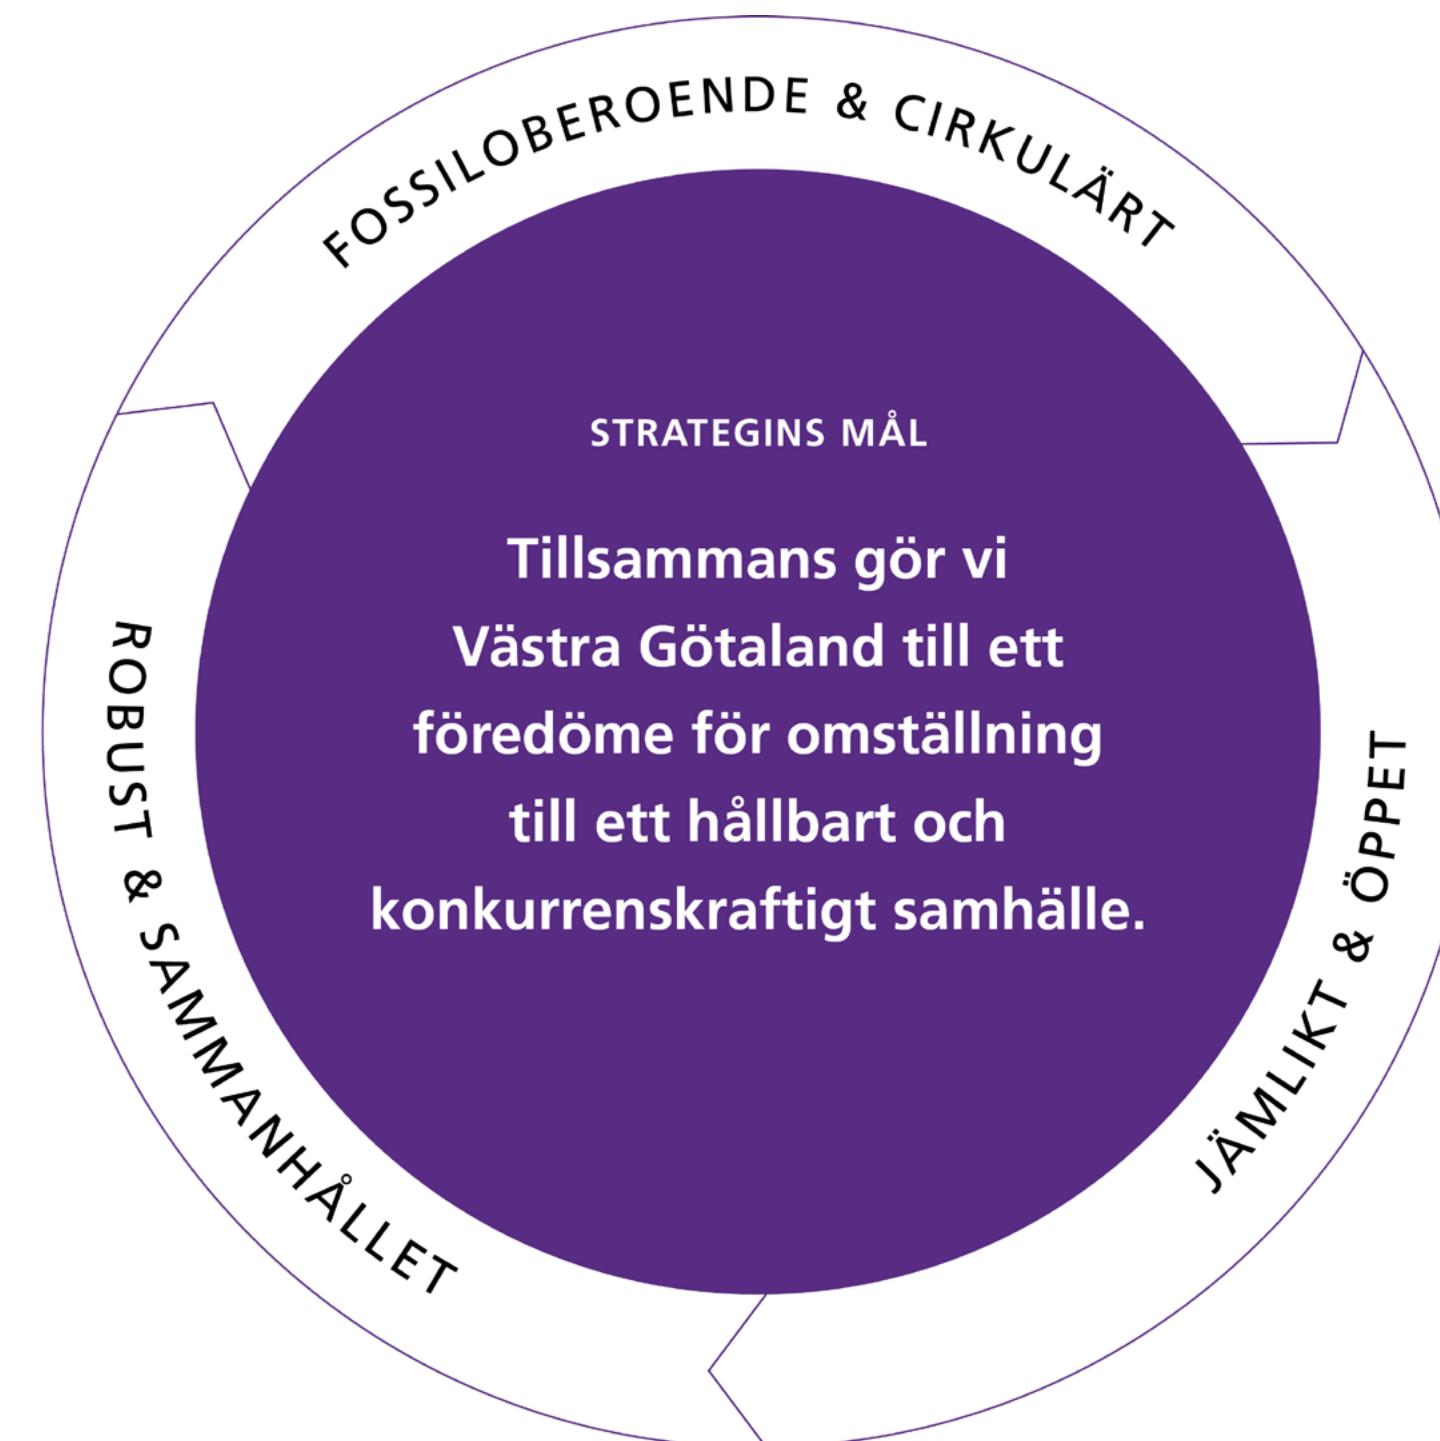 FOSSILOBEROENDE & CIRKULÄRT
STRATEGINS MÅL
Tillsammans gör vi
Västra Götaland till ett
föredöme för omställning
till ett hållbart och
konkurrenskraftigt samhälle.
JÄMLIKT & ÖPPET
ROBUST & SAMMANHÅLLET